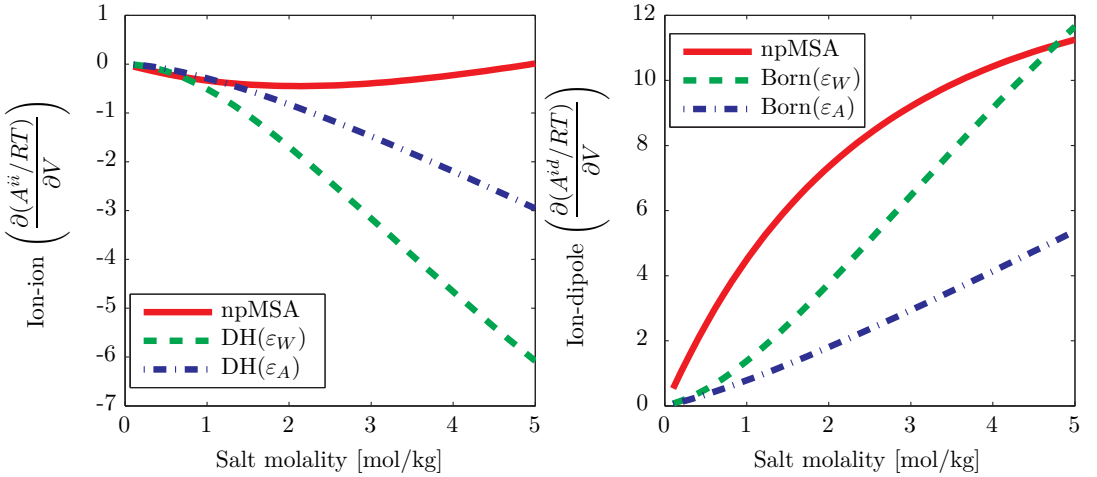 1
0
-1
-2
-3
-4
-5
-6
-7
0 1 2 3 4 5
Salt molality [mol/kg]
Ion-ion (∂(A^{ii}/RT)/∂V)
npMSA
DH(ε_W)
DH(ε_A)
12
10
8
6
4
2
0
0 1 2 3 4 5
Salt molality [mol/kg]
Ion-dipole (∂(A^{id}/RT)/∂V)
npMSA
Born(ε_W)
Born(ε_A)